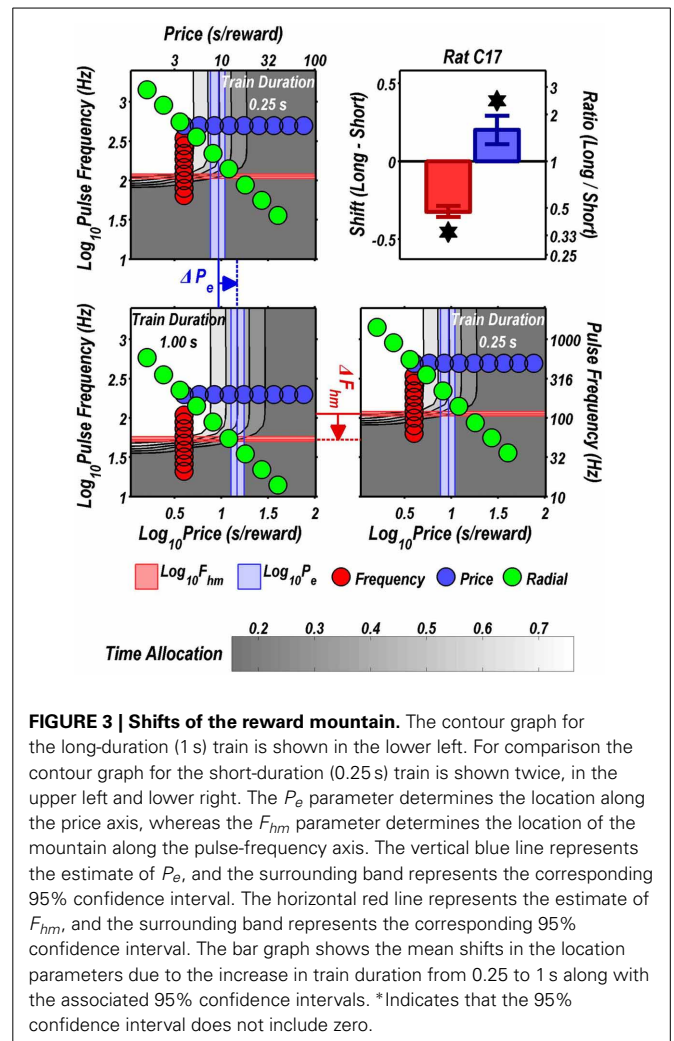 Price (s/reward)
3 10 32 100
Train Duration
0.25 s
Log10Pulse Frequency (Hz)
3
2.5
2
1.5
1
Rat C17
Shift (Long - Short)
0.5
0
-0.5
Ratio (Long / Short)
3
2
1
0.5
0.33
0.25
Δ Pe
Train Duration
1.00 s
Log10Pulse Frequency (Hz)
3
2.5
2
1.5
1
0.5 1 1.5 2
Log10Price (s/reward)
Δ Fhm
Train Duration
0.25 s
Pulse Frequency (Hz)
1000
316
100
32
10
0.5 1 1.5 2
Log10Price (s/reward)
Log10Fhm Log10Pe Frequency Price Radial
0.2 0.3 0.4 0.5 0.6 0.7
Time Allocation
FIGURE 3 | Shifts of the reward mountain. The contour graph for
the long-duration (1 s) train is shown in the lower left. For comparison the
contour graph for the short-duration (0.25 s) train is shown twice, in the
upper left and lower right. The Pe parameter determines the location along
the price axis, whereas the Fhm parameter determines the location of the
mountain along the pulse-frequency axis. The vertical blue line represents
the estimate of Pe, and the surrounding band represents the corresponding
95% confidence interval. The horizontal red line represents the estimate of
Fhm, and the surrounding band represents the corresponding 95%
confidence interval. The bar graph shows the mean shifts in the location
parameters due to the increase in train duration from 0.25 to 1 s along with
the associated 95% confidence intervals. *Indicates that the 95%
confidence interval does not include zero.